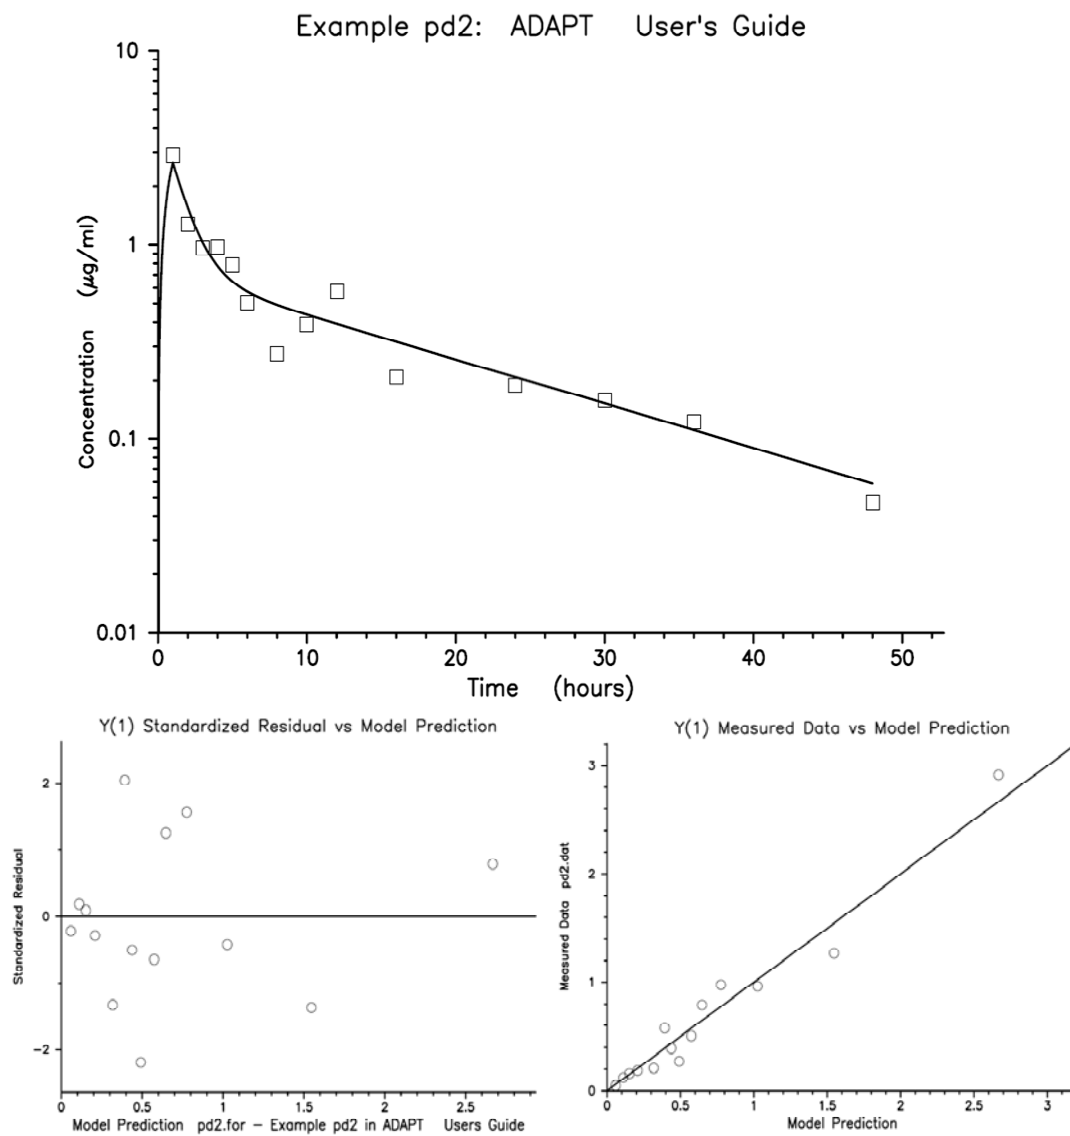 Example pd2: ADAPT User's Guide
10
1
0.1
0.01
Concentration (μg/ml)
0 10 20 30 40 50
Time (hours)
Y(1) Standardized Residual vs Model Prediction
2
0
-2
Standardized Residual
0 0.5 1 1.5 2 2.5
Model Prediction pd2.for - Example pd2 in ADAPT Users Guide
Y(1) Measured Data vs Model Prediction
3
2
1
0
Measured Data pd2.dat
0 0.5 1 1.5 2 2.5 3
Model Prediction